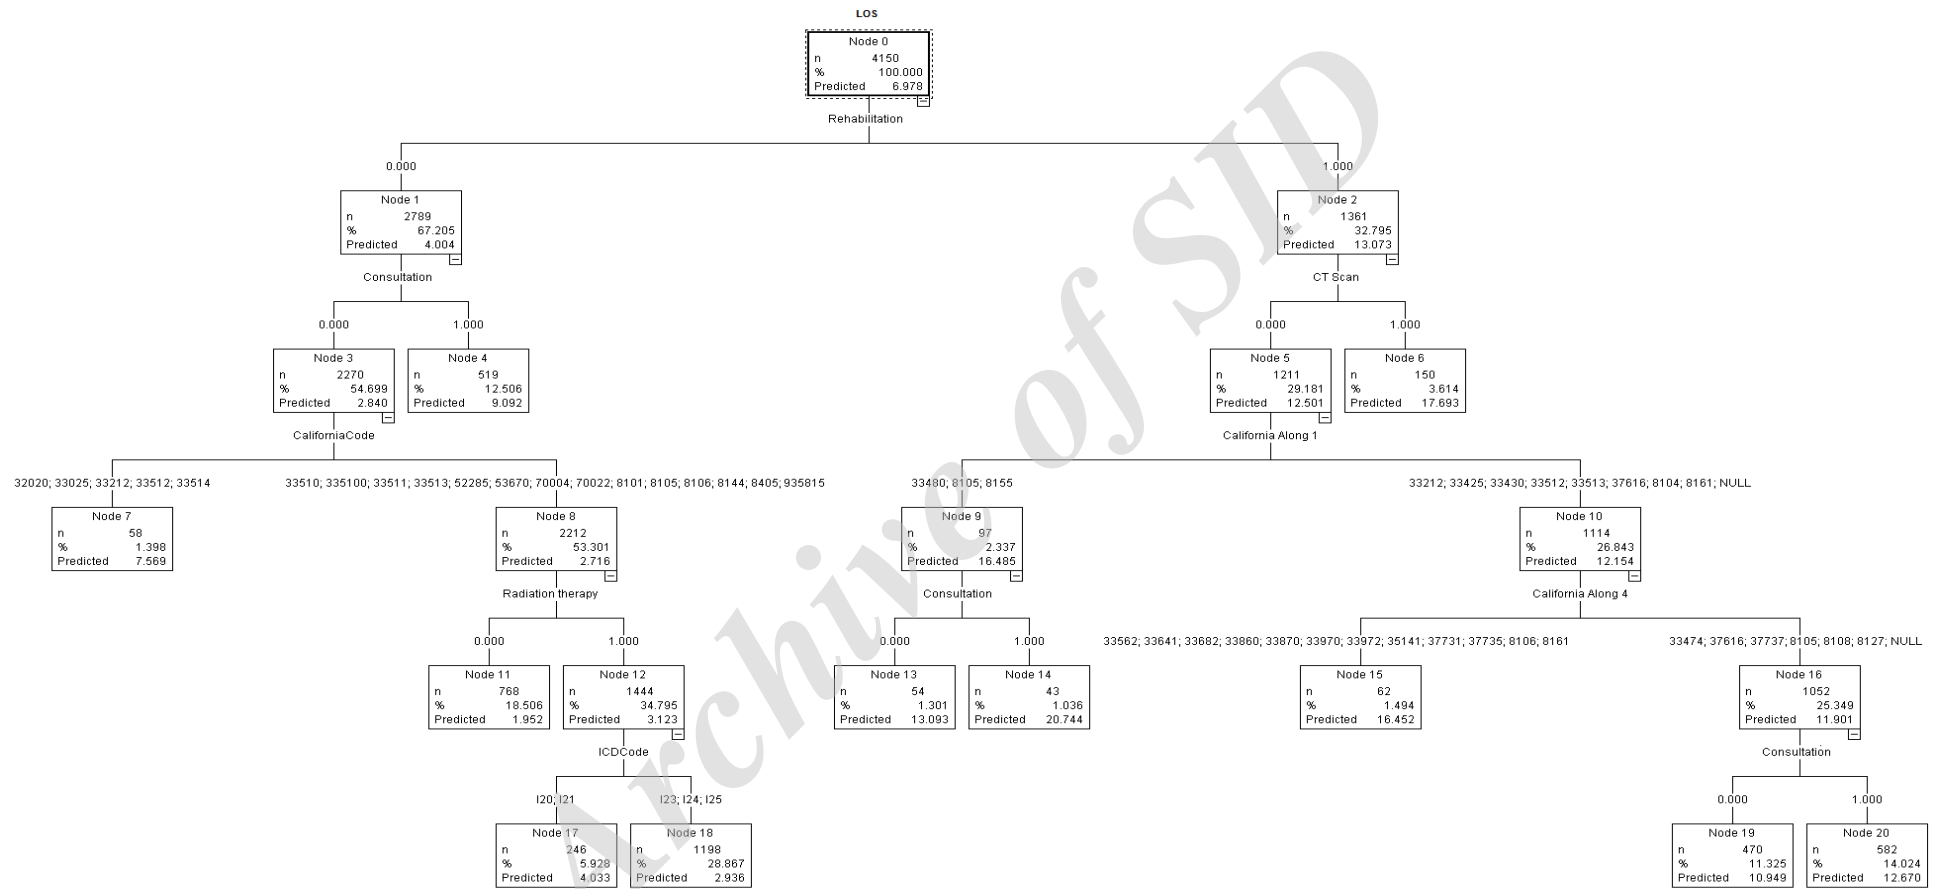 LOS
Node 0
n 4150
% 100.000
Predicted 6.978
Rehabilitation
0.000
1.000
Node 1
n 2789
% 67.205
Predicted 4.004
Node 2
n 1361
% 32.795
Predicted 13.073
Consultation
CT Scan
0.000
1.000
0.000
1.000
Node 3
n 2270
% 54.699
Predicted 2.840
Node 4
n 519
% 12.506
Predicted 9.092
Node 5
n 1211
% 29.181
Predicted 12.501
Node 6
n 150
% 3.614
Predicted 17.693
CaliforniaCode
California Along 1
32020; 33025; 33212; 33512; 33514
33510; 335100; 33511; 33513; 52285; 53670; 70004; 70022; 8101; 8105; 8106; 8144; 8405; 935815
33480; 8105; 8155
33212; 33425; 33430; 33512; 33513; 37616; 8104; 8161; NULL
Node 7
n 58
% 1.398
Predicted 7.569
Node 8
n 2212
% 53.301
Predicted 2.716
Node 9
n 97
% 2.337
Predicted 16.485
Node 10
n 1114
% 26.843
Predicted 12.154
Radiation therapy
Consultation
California Along 4
0.000
1.000
0.000
1.000
33562; 33641; 33682; 33860; 33870; 33970; 33972; 35141; 37731; 37735; 8106; 8161
33474; 37616; 37737; 8105; 8108; 8127; NULL
Node 11
n 768
% 18.506
Predicted 1.952
Node 12
n 1444
% 34.795
Predicted 3.123
Node 13
n 54
% 1.301
Predicted 13.093
Node 14
n 43
% 1.036
Predicted 20.744
Node 15
n 62
% 1.494
Predicted 16.452
Node 16
n 1052
% 25.349
Predicted 11.901
ICDCode
Consultation
I20; I21
I23; I24; I25
0.000
1.000
Node 17
n 246
% 5.928
Predicted 4.033
Node 18
n 1198
% 28.867
Predicted 2.936
Node 19
n 470
% 11.325
Predicted 10.949
Node 20
n 582
% 14.024
Predicted 12.670
Archive of SID